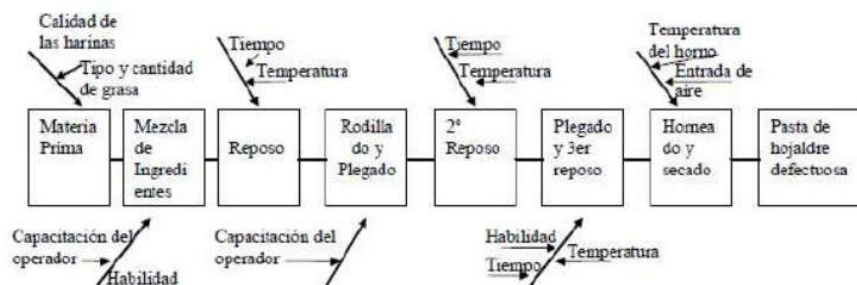 Calidad de
las harinas
Tipo y cantidad
de grasa
Tiempo
Temperatura
Tiempo
Temperatura
Temperatura
del horno
Entrada de
aire
Materia
Prima
Mezcla
de
Ingredi
entes
Reposo
Rodilla
do y
Plegado
2º
Reposo
Plegado
y 3er
reposo
Hornea
do y
secado
Pasta de
hojaldre
defectuosa
Capacitación del
operador
Habilidad
Capacitación del
operador
Habilidad
Tiempo
Temperatura